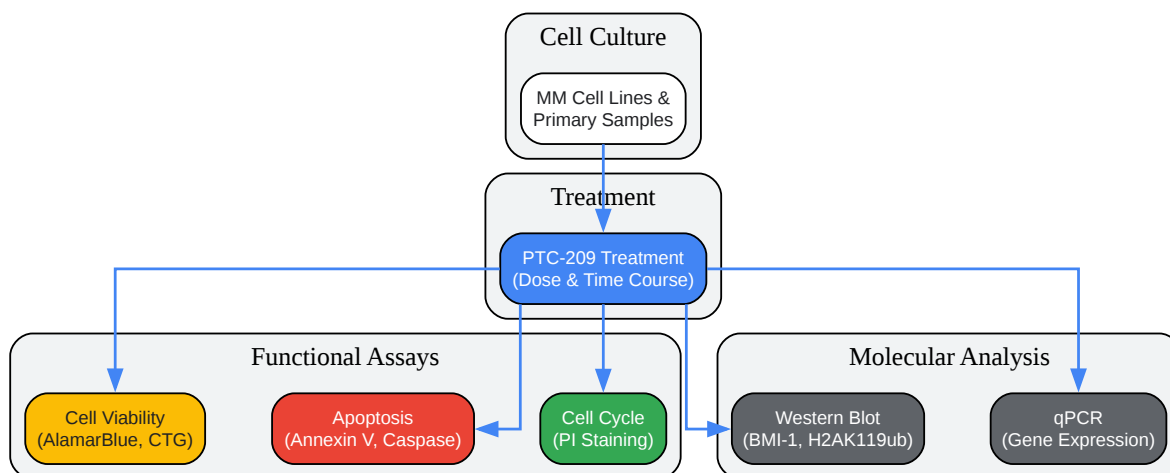 Cell Culture
MM Cell Lines &
Primary Samples
Treatment
PTC-209 Treatment
(Dose & Time Course)
Functional Assays
Molecular Analysis
Cell Viability
(AlamarBlue, CTG)
Apoptosis
(Annexin V, Caspase)
Cell Cycle
(PI Staining)
Western Blot
(BMI-1, H2AK119ub)
qPCR
(Gene Expression)